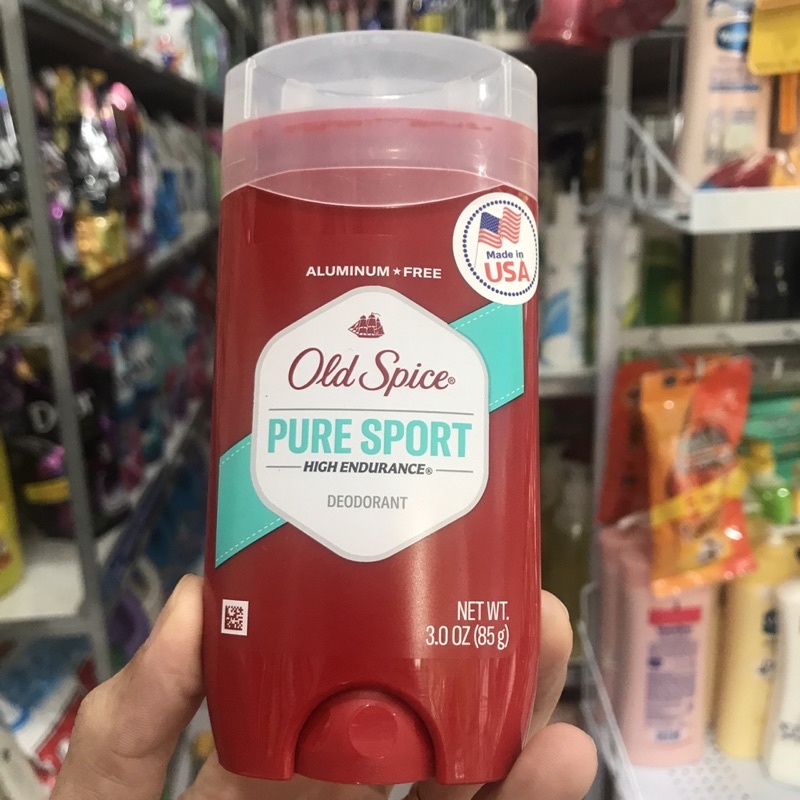 ALUMINUM★FREE
Made in
USA
Old Spice®
PURE SPORT
HIGH ENDURANCE®
DEODORANT
NET WT.
3.0 OZ (85 g)